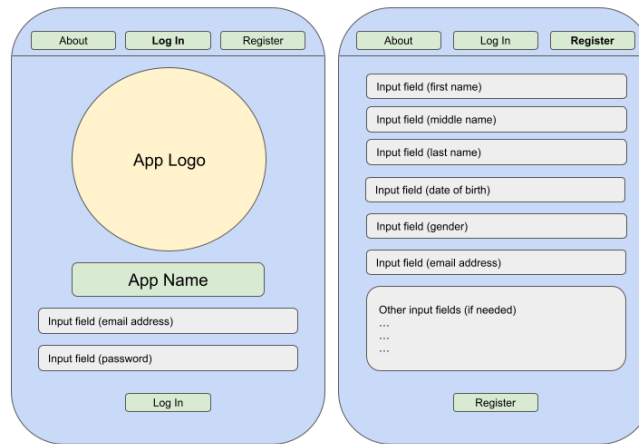 About
Log In
Register
App Logo
App Name
Input field (email address)
Input field (password)
Log In
About
Log In
Register
Input field (first name)
Input field (middle name)
Input field (last name)
Input field (date of birth)
Input field (gender)
Input field (email address)
Other input fields (if needed)
…
…
…
Register